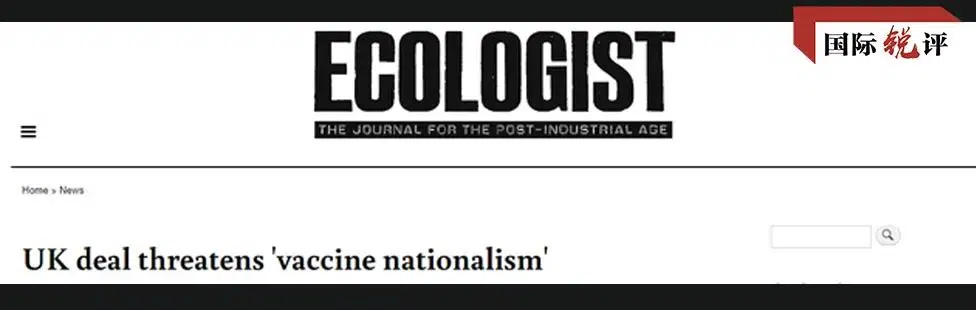 国际锐评
ECOLOGIST
THE JOURNAL FOR THE POST-INDUSTRIAL AGE
Home » News
UK deal threatens 'vaccine nationalism'